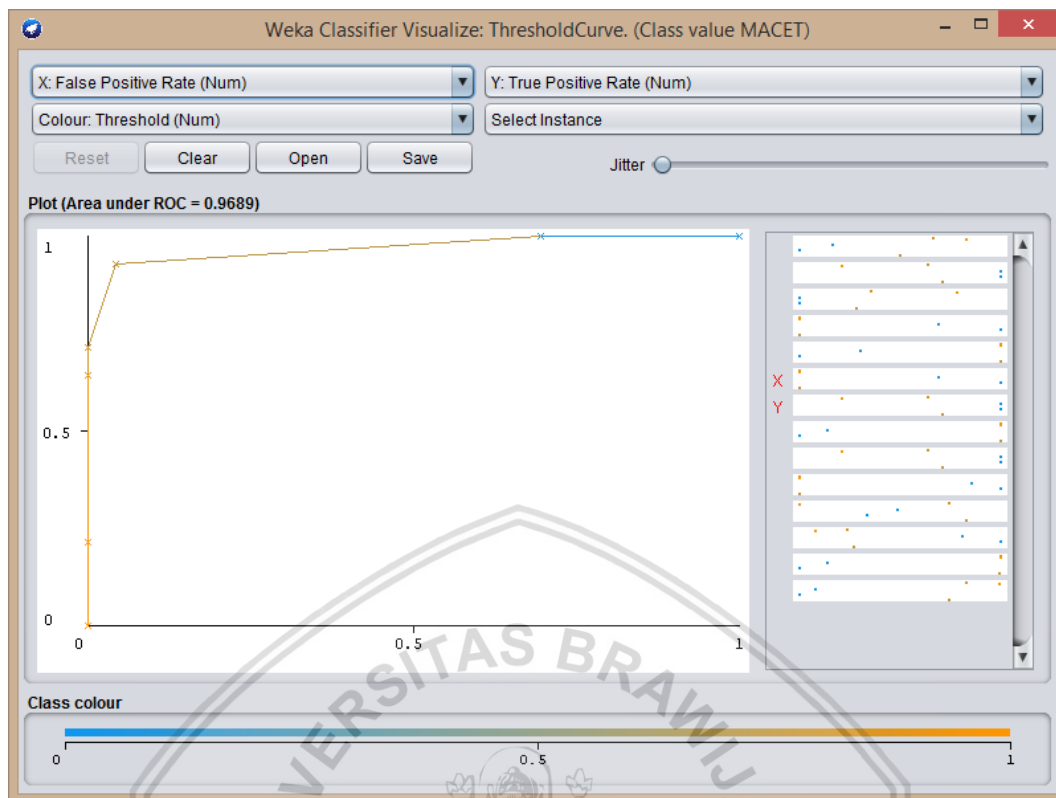 Weka Classifier Visualize: ThresholdCurve. (Class value MACET)
X: False Positive Rate (Num)
Y: True Positive Rate (Num)
Colour: Threshold (Num)
Select Instance
Reset
Clear
Open
Save
Jitter
Plot (Area under ROC = 0.9689)
1
0.5
0
0
0.5
1
X
Y
VERSITAS BRAWIJ
Class colour
0
0.5
1